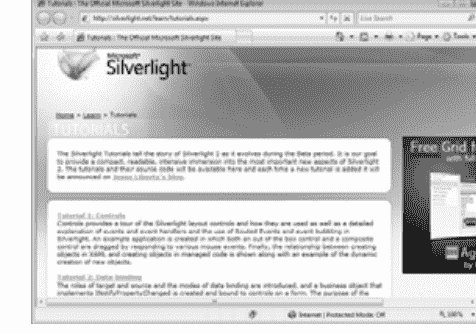 Tutorials : The Official Microsoft Silverlight Site - Windows Internet Explorer
http://silverlight.net/learn/tutorials.aspx
Live Search
Tutorials : The Official Microsoft Silverlight Site
Page
Tools
Microsoft
Silverlight
Home » Learn » Tutorials
TUTORIALS
The Silverlight Tutorials tell the story of Silverlight 2 as it evolves during the Beta period. It is our goal
to provide a compact, readable, intensive immersion into the most important new aspects of Silverlight
2. The tutorials and their source code will be available here and each time a new tutorial is added it will
be announced on Jesse Liberty's blog.
Free Grid
Tutorial 1: Controls
Controls provides a tour of the Silverlight layout controls and how they are used as well as a detailed
explanation of events and event handlers and the use of Routed Events and event bubbling in
Silverlight. An example application is created in which both an out of the box control and a composite
control are dragged by responding to various mouse events. Finally, the relationship between creating
objects in XAML and creating objects in managed code is shown along with an example of the dynamic
creation of new objects.
Tutorial 2: Data Binding
The roles of target and source and the modes of data binding are introduced, and a business object that
implements INotifyPropertyChanged is created and bound to controls on a form. The purpose of the
Internet | Protected Mode: Off
100%